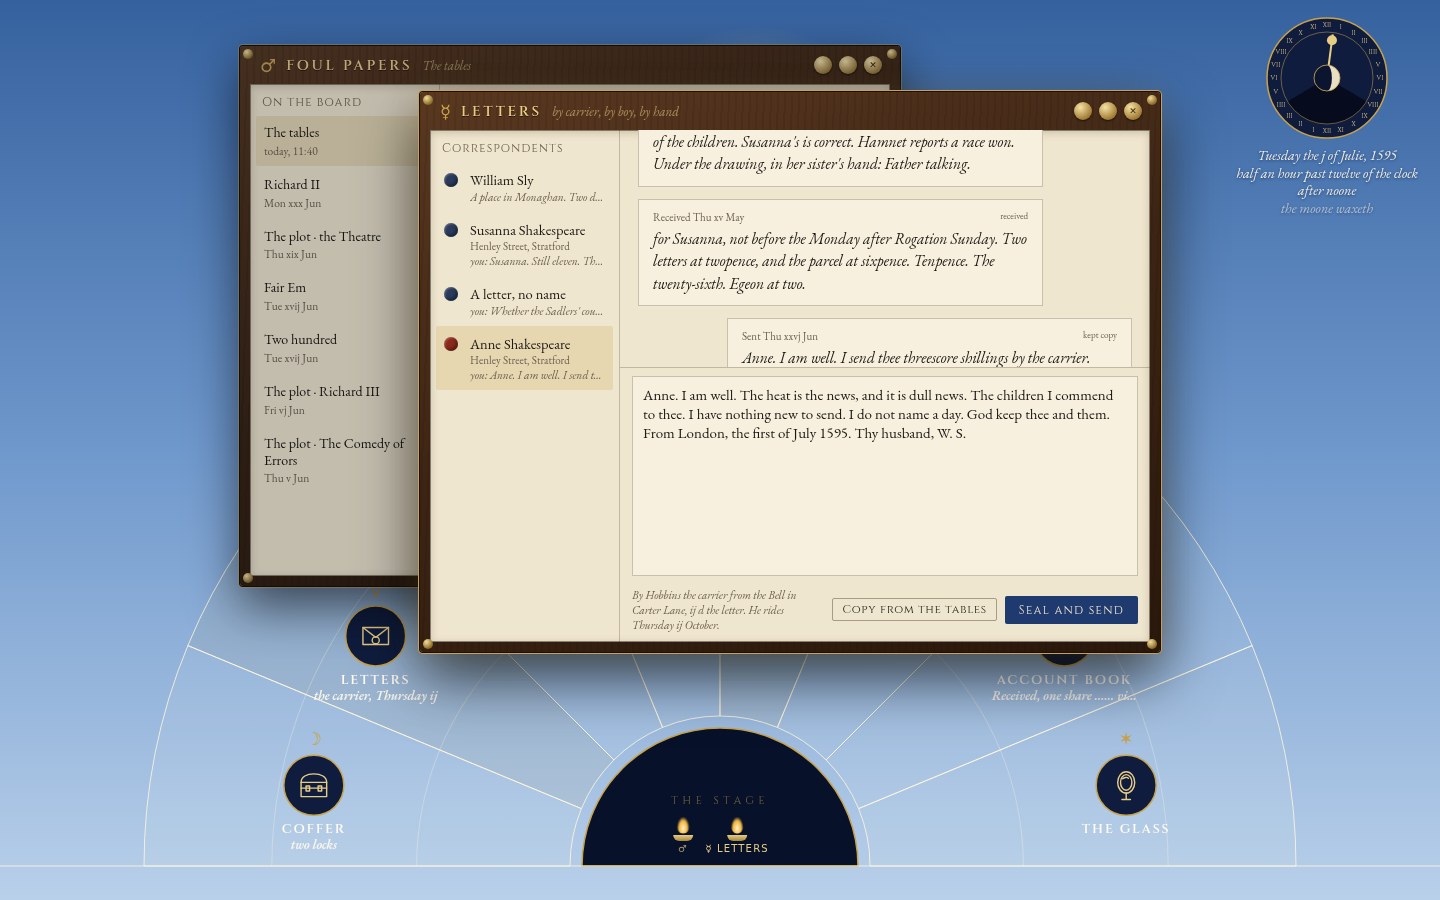 FOUL PAPERS The tables
ON THE BOARD
The tables
today, 11:40
Richard II
Mon xxx Jun
The plot · the Theatre
Thu xix Jun
Fair Em
Tue xvij Jun
Two hundred
Tue xvij Jun
The plot · Richard III
Fri vj Jun
The plot · The Comedy of
Errors
Thu v Jun
LETTERS by carrier, by boy, by hand
CORRESPONDENTS
William Sly
A place in Monaghan. Two d...
Susanna Shakespeare
Henley Street, Stratford
you: Susanna. Still eleven. Th...
A letter, no name
you: Whether the Sadlers' cou...
Anne Shakespeare
Henley Street, Stratford
you: Anne. I am well. I send t...
of the children. Susanna's is correct. Hamnet reports a race won.
Under the drawing, in her sister's hand: Father talking.
Received Thu xv May received
for Susanna, not before the Monday after Rogation Sunday. Two
letters at twopence, and the parcel at sixpence. Tenpence. The
twenty-sixth. Egeon at two.
Sent Thu xxvj Jun kept copy
Anne. I am well. I send thee threescore shillings by the carrier.
Anne. I am well. The heat is the news, and it is dull news. The children I commend
to thee. I have nothing new to send. I do not name a day. God keep thee and them.
From London, the first of July 1595. Thy husband, W. S.
By Hobbins the carrier from the Bell in
Carter Lane, ij d the letter. He rides
Thursday ij October.
COPY FROM THE TABLES
SEAL AND SEND
Tuesday the j of Julie, 1595
half an hour past twelve of the clock
after noone
the moone waxeth
LETTERS
the carrier, Thursday ij
COFFER
two locks
ACCOUNT BOOK
Received, one share ...... vi...
THE GLASS
THE STAGE
♂ ☿ LETTERS